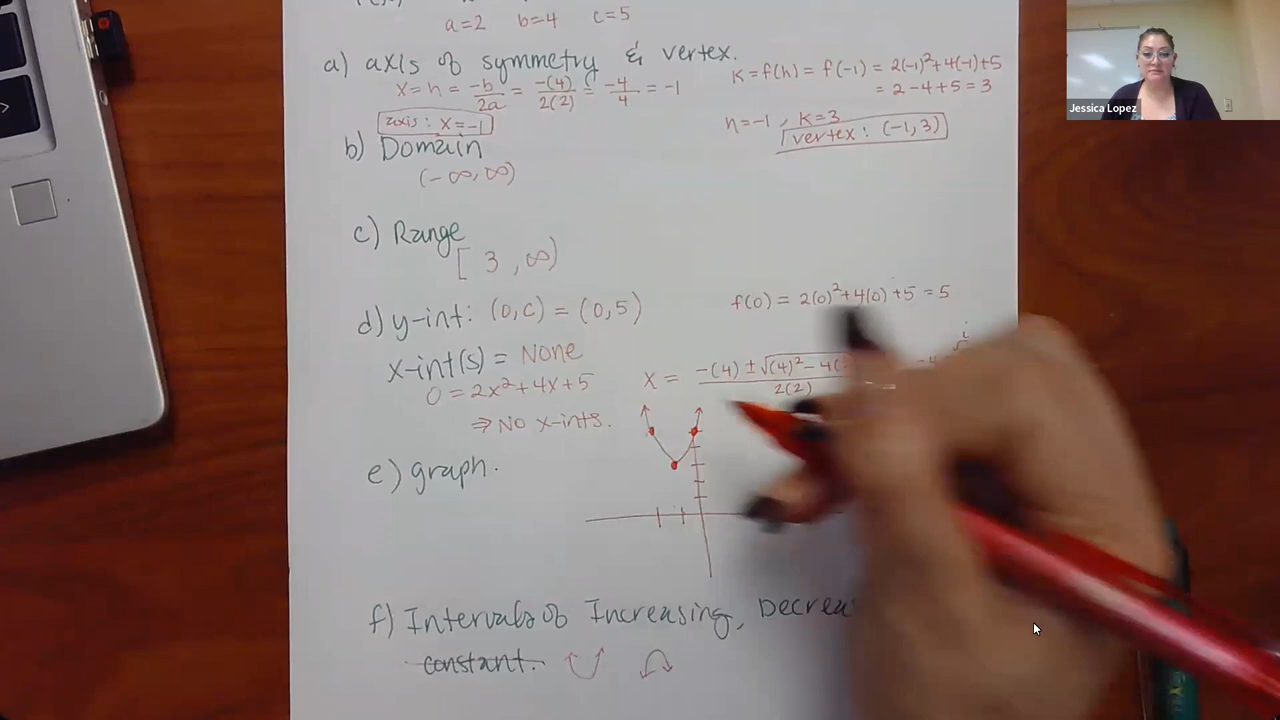 a=2 b=4 c=5
Jessica Lopez
a) axis of symmetry & vertex.
x=h = -b/2a = -(4)/2(2) = -4/4 = -1
axis: x=-1
K=f(h) = f(-1) = 2(-1)²+4(-1)+5
= 2-4+5=3
h=-1, K=3
vertex: (-1,3)
b) Domain
(-∞,∞)
c) Range
[3,∞)
d) y-int: (0,c) = (0,5)
f(0) = 2(0)²+4(0)+5 = 5
x-int(s) = None
0=2x²+4x+5
⇒ No x-ints.
x = -(4) ± √(4)²-4(
2(2)
i
e) graph.
f) Intervals of Increasing,
constant.